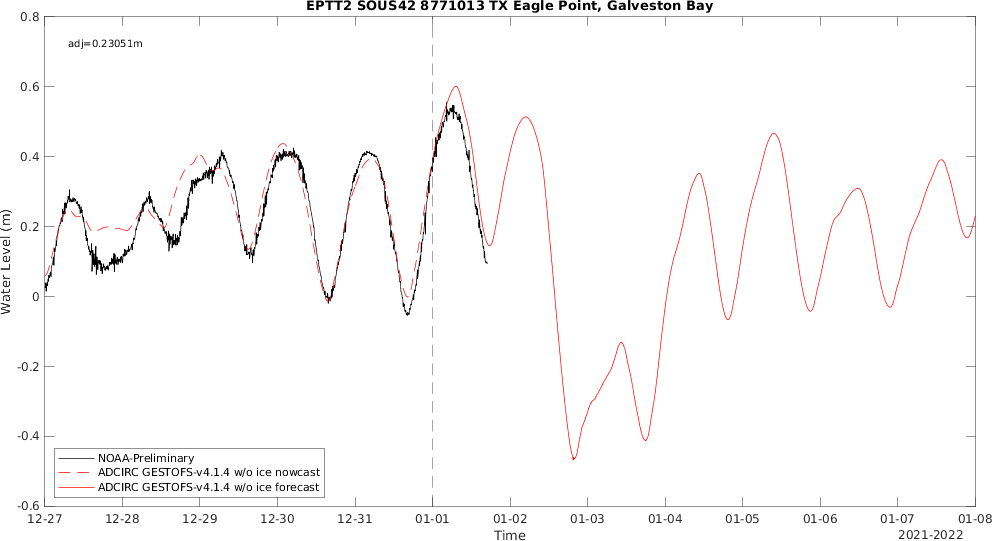 EPTT2 SOUS42 8771013 TX Eagle Point, Galveston Bay
adj=0.23051m
0.8
0.6
0.4
0.2
0
-0.2
-0.4
-0.6
Water Level (m)
NOAA-Preliminary
ADCIRC GESTOFS-v4.1.4 w/o ice nowcast
ADCIRC GESTOFS-v4.1.4 w/o ice forecast
12-27 12-28 12-29 12-30 12-31 01-01 01-02 01-03 01-04 01-05 01-06 01-07 01-08
Time
2021-2022